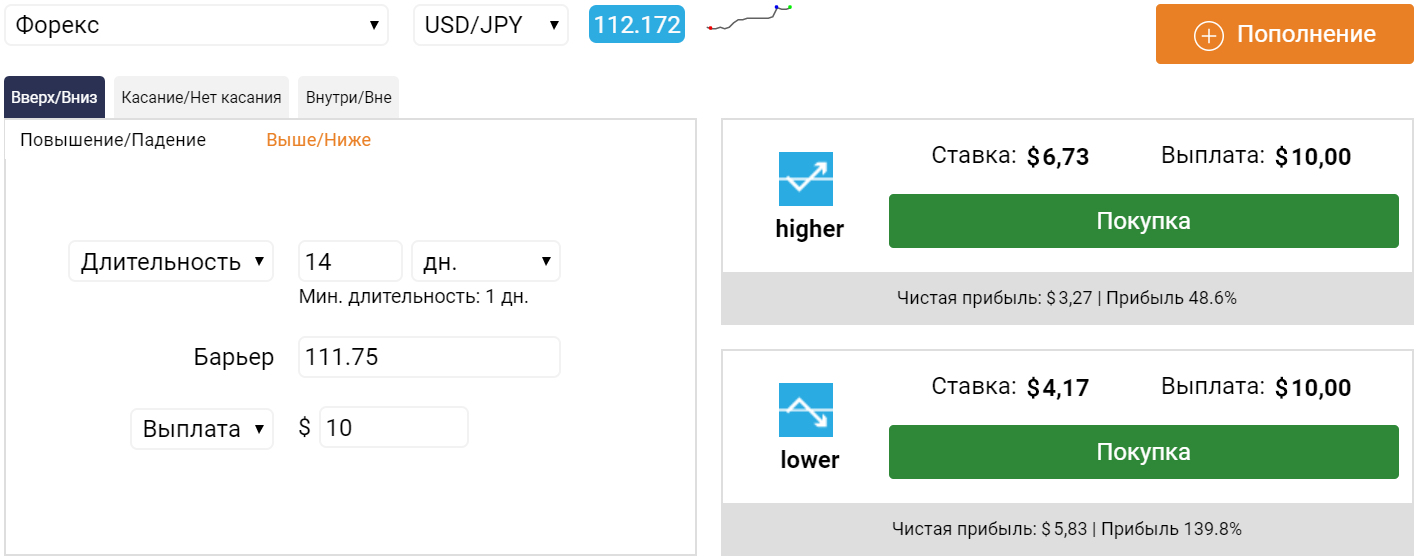 Форекс
USD/JPY
112.172
Пополнение
Вверх/Вниз
Касание/Нет касания
Внутри/Вне
Повышение/Падение
Выше/Ниже
Длительность
14
дн.
Мин. длительность: 1 дн.
Барьер
111.75
Выплата
$
10
Ставка: $6,73
Выплата: $10,00
higher
Покупка
Чистая прибыль: $3,27 | Прибыль 48.6%
Ставка: $4,17
Выплата: $10,00
lower
Покупка
Чистая прибыль: $5,83 | Прибыль 139.8%